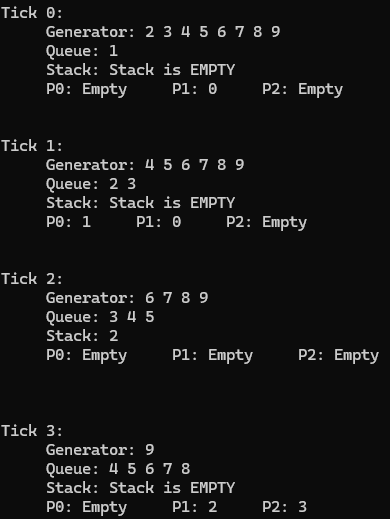 Tick 0:
Generator: 2 3 4 5 6 7 8 9
Queue: 1
Stack: Stack is EMPTY
P0: Empty P1: 0 P2: Empty
Tick 1:
Generator: 4 5 6 7 8 9
Queue: 2 3
Stack: Stack is EMPTY
P0: 1 P1: 0 P2: Empty
Tick 2:
Generator: 6 7 8 9
Queue: 3 4 5
Stack: 2
P0: Empty P1: Empty P2: Empty
Tick 3:
Generator: 9
Queue: 4 5 6 7 8
Stack: Stack is EMPTY
P0: Empty P1: 2 P2: 3